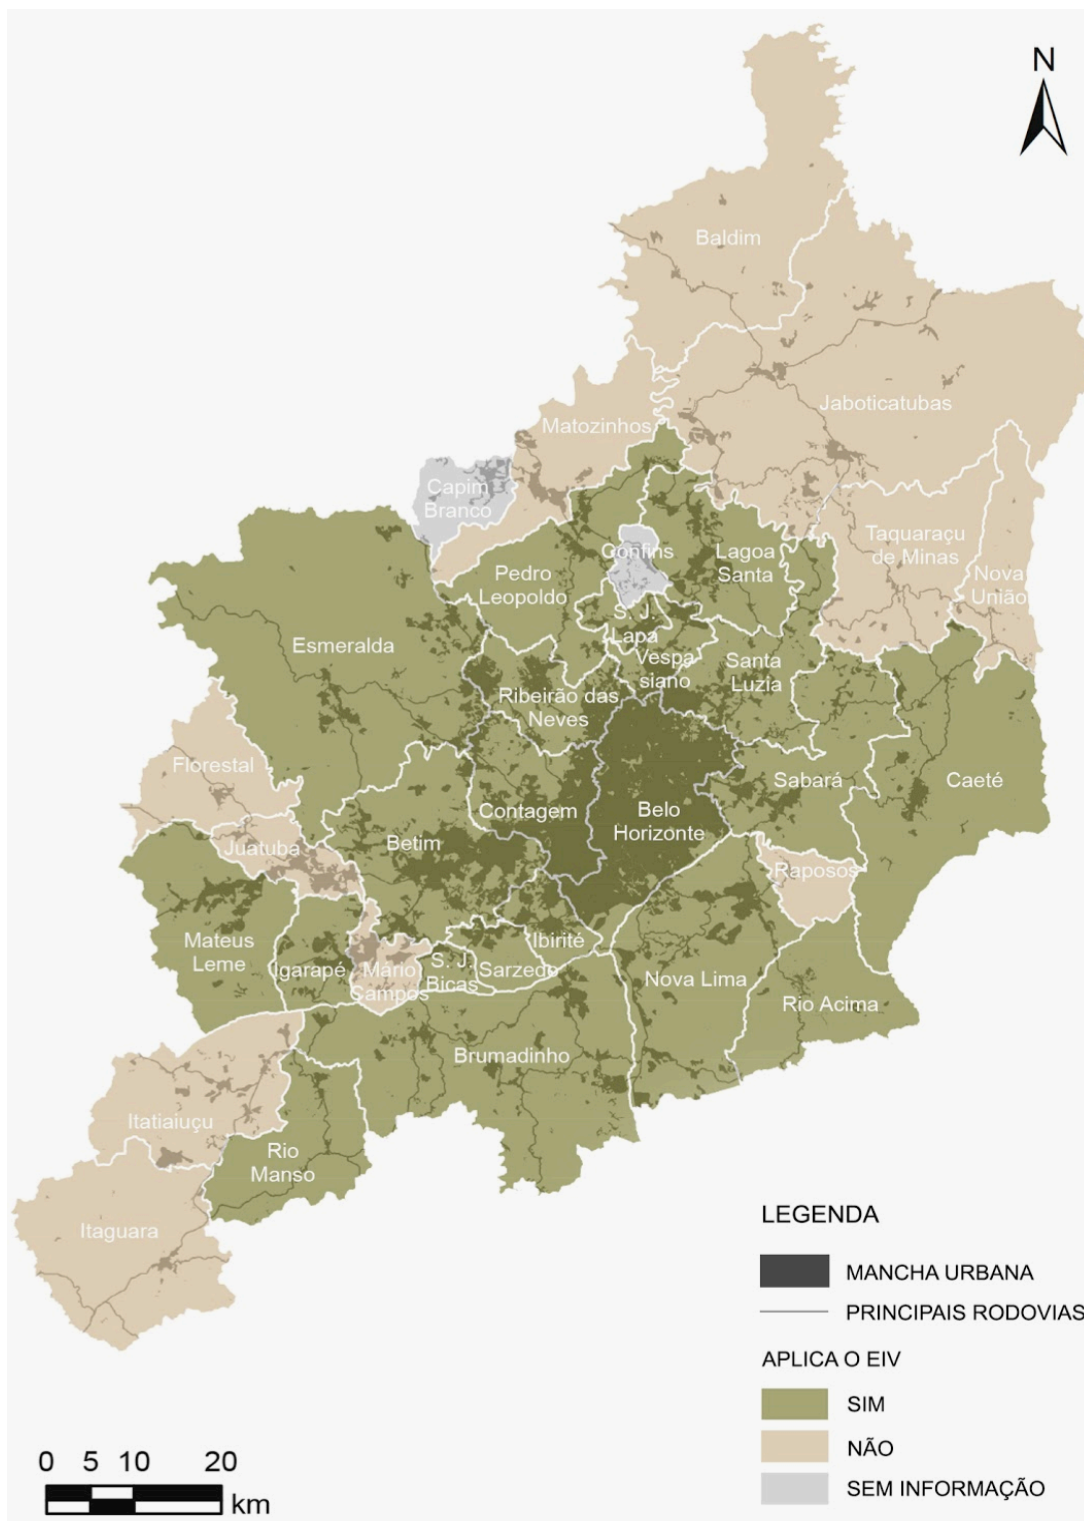 N
Baldim
Jaboticatubas
Matozinhos
Capim
Branco
Taquaraçu
de Minas
Confins
Lagoa
Santa
Nova
União
Pedro
Leopoldo
S. J.
Lapa
Esmeralda
Vespa
siano
Santa
Luzia
Ribeirão das
Neves
Florestal
Sabará
Caeté
Contagem
Belo
Horizonte
Juatuba
Betim
Raposos
Mateus
Leme
Igarapé
Mário
Campos
S. J.
Bicas
Sarzedo
Ibirité
Nova Lima
Rio Acima
Brumadinho
Itatiaiuçu
Rio
Manso
Itaguara
LEGENDA
MANCHA URBANA
PRINCIPAIS RODOVIAS
APLICA O EIV
SIM
NÃO
SEM INFORMAÇÃO
0 5 10 20
km